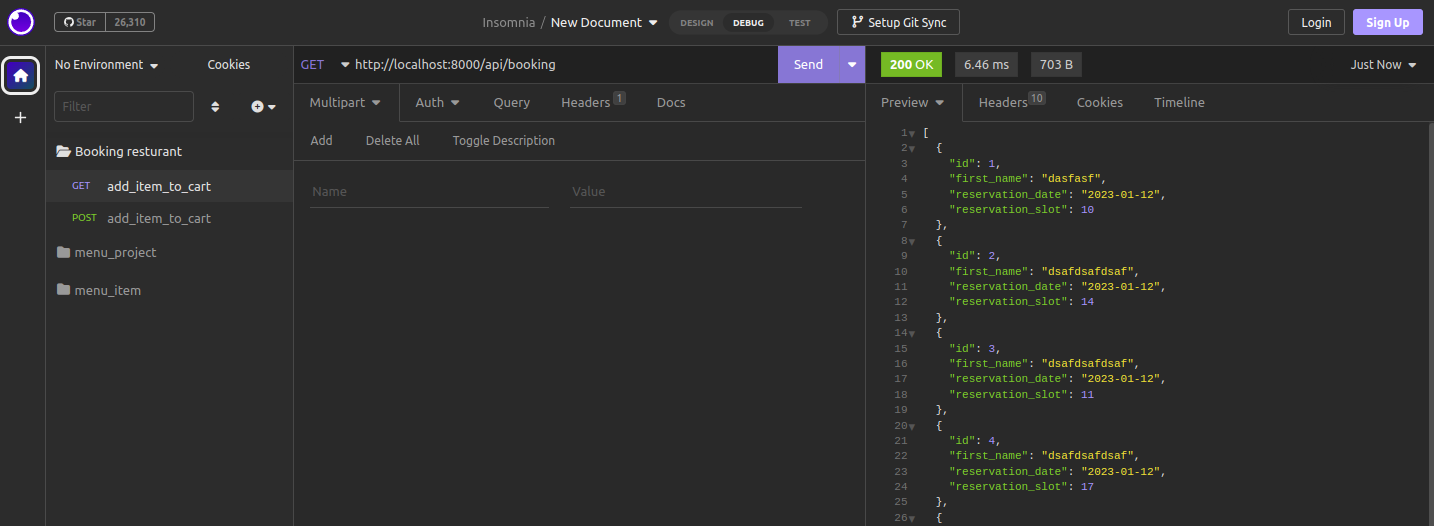 Star 26,310
Insomnia / New Document
DESIGN DEBUG TEST
Setup Git Sync
Login Sign Up
No Environment Cookies
Filter
Booking resturant
GET add_item_to_cart
POST add_item_to_cart
menu_project
menu_item
GET http://localhost:8000/api/booking Send
Multipart Auth Query Headers 1 Docs
Add Delete All Toggle Description
Name Value
200 OK 6.46 ms 703 B Just Now
Preview Headers 10 Cookies Timeline
1 [
2 {
3 "id": 1,
4 "first_name": "dasfasf",
5 "reservation_date": "2023-01-12",
6 "reservation_slot": 10
7 },
8 {
9 "id": 2,
10 "first_name": "dsafdsafdsaf",
11 "reservation_date": "2023-01-12",
12 "reservation_slot": 14
13 },
14 {
15 "id": 3,
16 "first_name": "dsafdsafdsaf",
17 "reservation_date": "2023-01-12",
18 "reservation_slot": 11
19 },
20 {
21 "id": 4,
22 "first_name": "dsafdsafdsaf",
23 "reservation_date": "2023-01-12",
24 "reservation_slot": 17
25 },
26 {